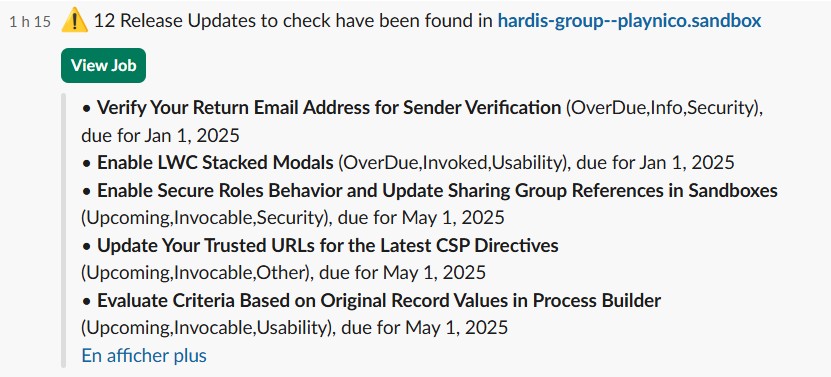 1 h 15 ⚠️ 12 Release Updates to check have been found in hardis-group--playnico.sandbox
View Job
• Verify Your Return Email Address for Sender Verification (OverDue,Info,Security),
due for Jan 1, 2025
• Enable LWC Stacked Modals (OverDue,Invoked,Usability), due for Jan 1, 2025
• Enable Secure Roles Behavior and Update Sharing Group References in Sandboxes
(Upcoming,Invocable,Security), due for May 1, 2025
• Update Your Trusted URLs for the Latest CSP Directives
(Upcoming,Invocable,Other), due for May 1, 2025
• Evaluate Criteria Based on Original Record Values in Process Builder
(Upcoming,Invocable,Usability), due for May 1, 2025
En afficher plus